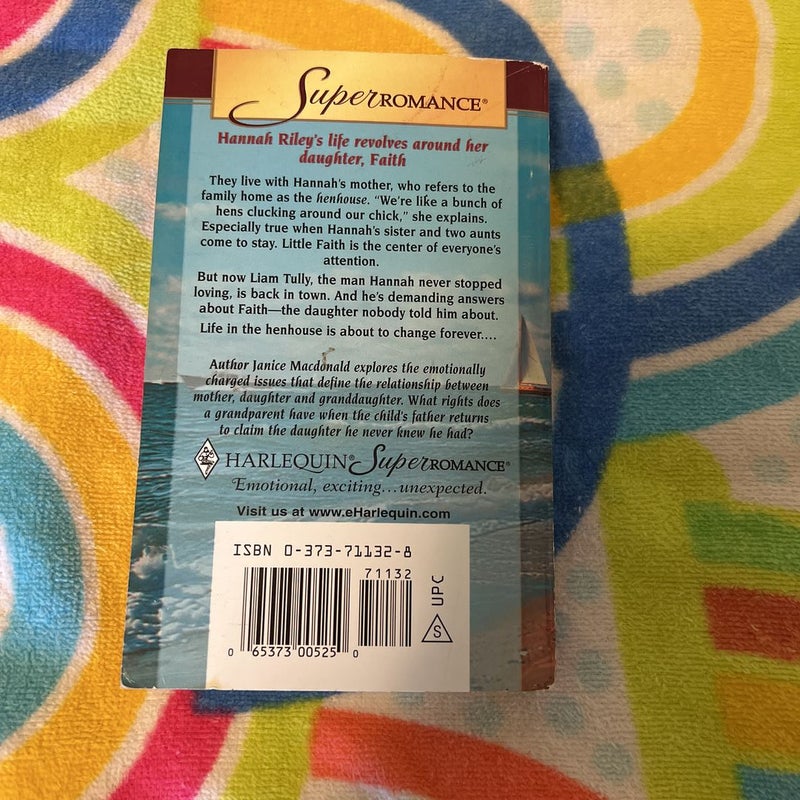 SuperROMANCE®
Hannah Riley's life revolves around her
daughter, Faith
They live with Hannah's mother, who refers to the
family home as the henhouse. "We're like a bunch of
hens clucking around our chick," she explains.
Especially true when Hannah's sister and two aunts
come to stay. Little Faith is the center of everyone's
attention.
But now Liam Tully, the man Hannah never stopped
loving, is back in town. And he's demanding answers
about Faith—the daughter nobody told him about.
Life in the henhouse is about to change forever....
Author Janice Macdonald explores the emotionally
charged issues that define the relationship between
mother, daughter and granddaughter. What rights does
a grandparent have when the child's father returns
to claim the daughter he never knew he had?
HARLEQUIN® SuperROMANCE®
Emotional, exciting...unexpected.
Visit us at www.eHarlequin.com
ISBN 0-373-71132-8
71132
0 65373 00525 0
S UPC